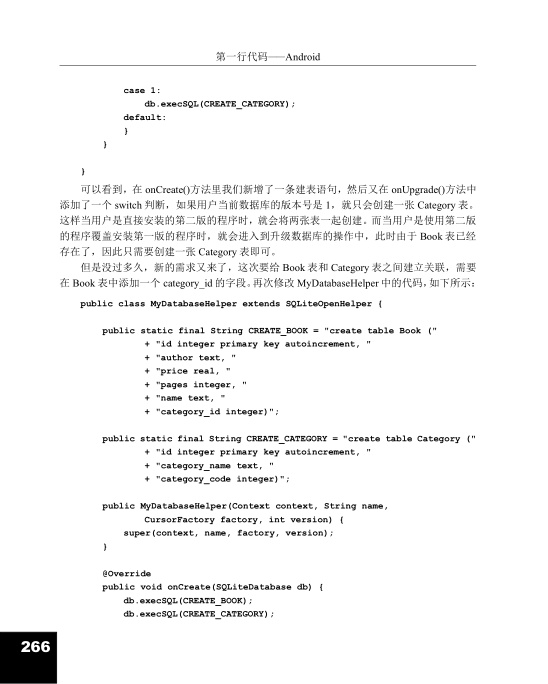 第一行代码——Android
case 1:
db.execSQL(CREATE_CATEGORY);
default:
}
}
}
可以看到，在 onCreate()方法里我们新增了一条建表语句，然后又在 onUpgrade()方法中
添加了一个 switch 判断，如果用户当前数据库的版本号是 1，就只会创建一张 Category 表。
这样当用户是直接安装的第二版的程序时，就会将两张表一起创建。而当用户是使用第二版
的程序覆盖安装第一版的程序时，就会进入到升级数据库的操作中，此时由于 Book 表已经
存在了，因此只需要创建一张 Category 表即可。
但是没过多久，新的需求又来了，这次要给 Book 表和 Category 表之间建立关联，需要
在 Book 表中添加一个 category_id 的字段。再次修改 MyDatabaseHelper 中的代码，如下所示：
public class MyDatabaseHelper extends SQLiteOpenHelper {
public static final String CREATE_BOOK = "create table Book ("
+ "id integer primary key autoincrement, "
+ "author text, "
+ "price real, "
+ "pages integer, "
+ "name text, "
+ "category_id integer)";
public static final String CREATE_CATEGORY = "create table Category ("
+ "id integer primary key autoincrement, "
+ "category_name text, "
+ "category_code integer)";
public MyDatabaseHelper(Context context, String name,
CursorFactory factory, int version) {
super(context, name, factory, version);
}
@Override
public void onCreate(SQLiteDatabase db) {
db.execSQL(CREATE_BOOK);
db.execSQL(CREATE_CATEGORY);
266